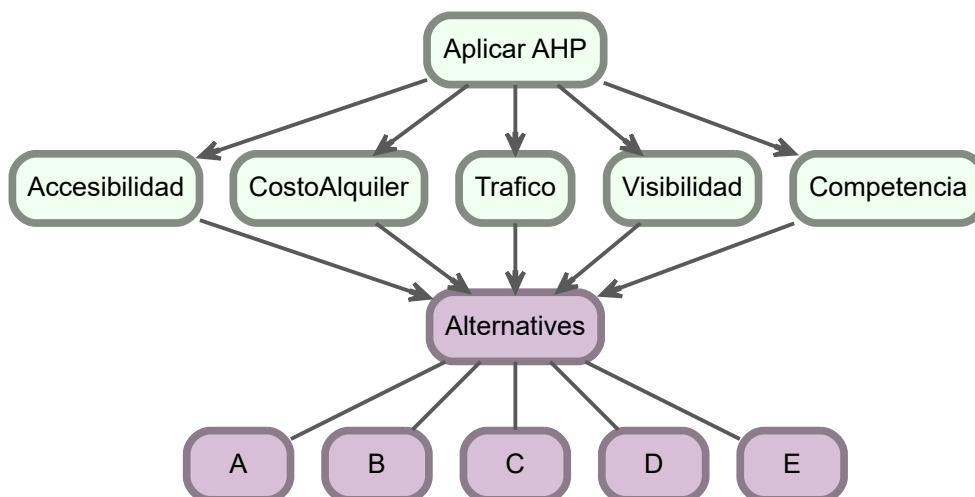 Aplicar AHP
Accesibilidad
CostoAlquiler
Trafico
Visibilidad
Competencia
Alternatives
A
B
C
D
E